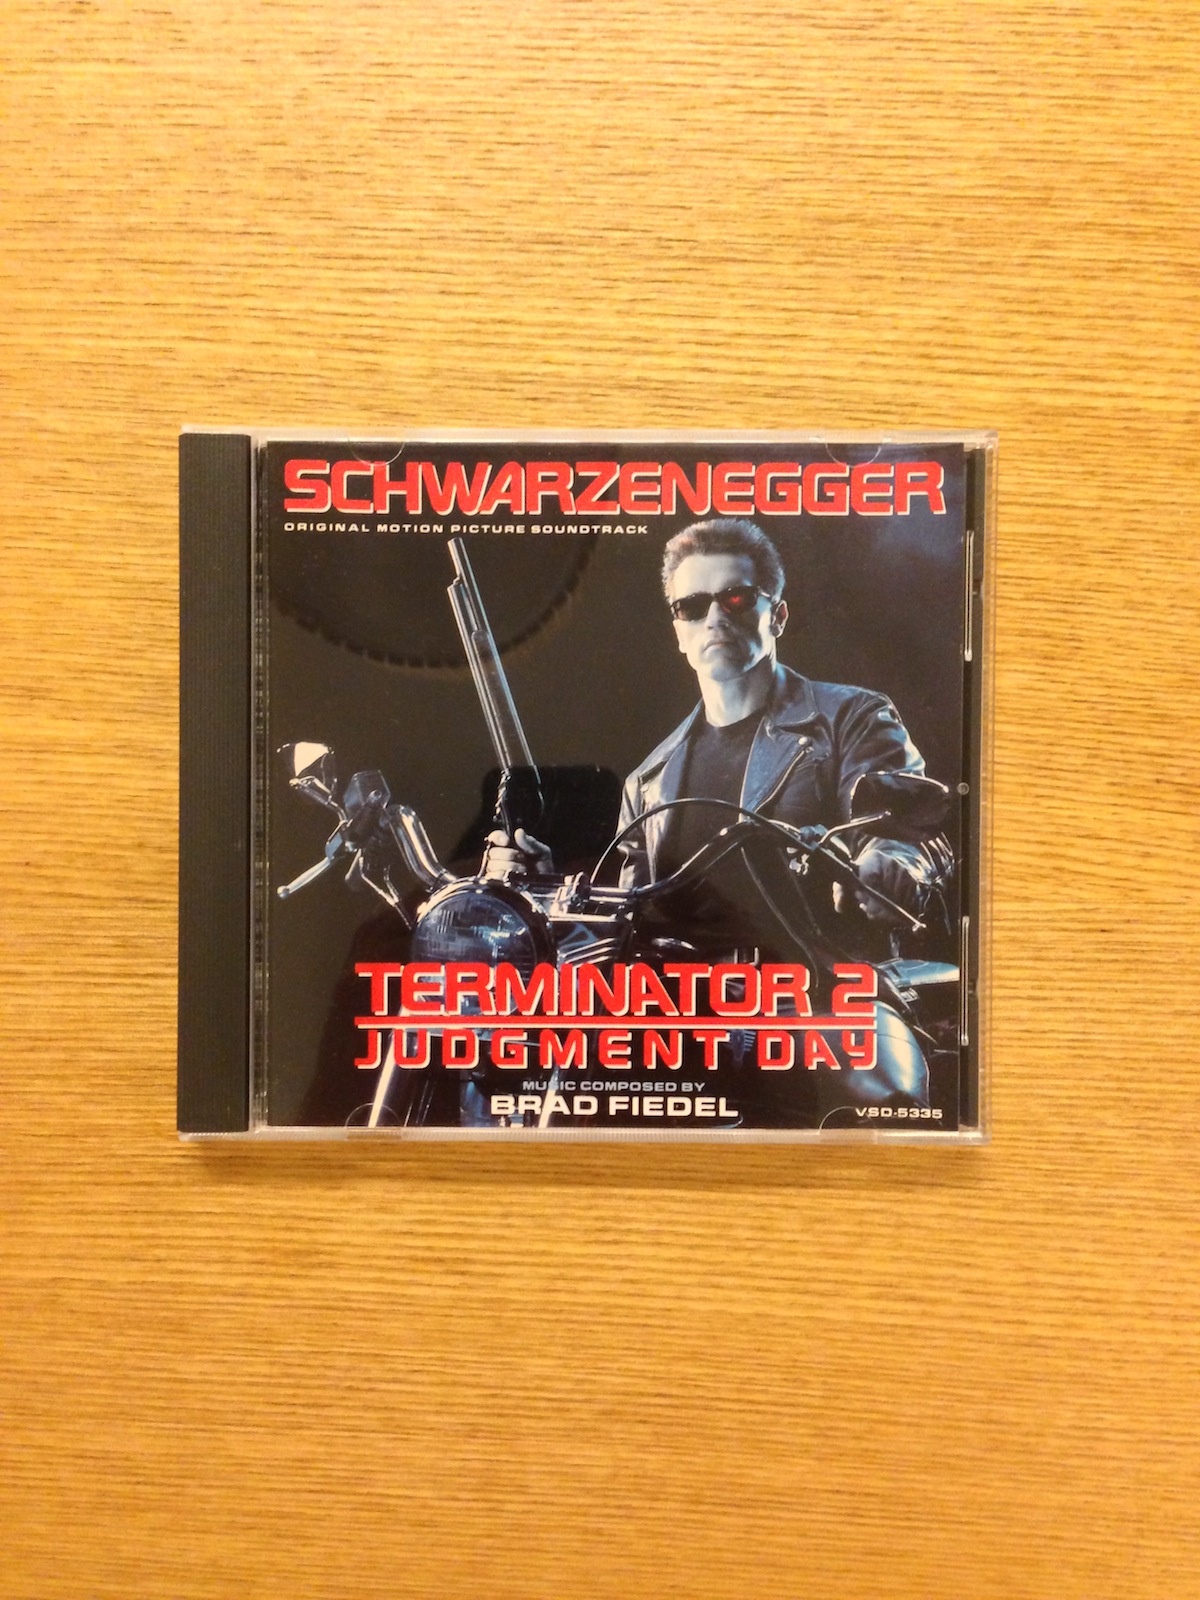 SCHWARZENEGGER
ORIGINAL MOTION PICTURE SOUNDTRACK
TERMINATOR 2
JUDGMENT DAY
MUSIC COMPOSED BY
BRAD FIEDEL
VSD-5335